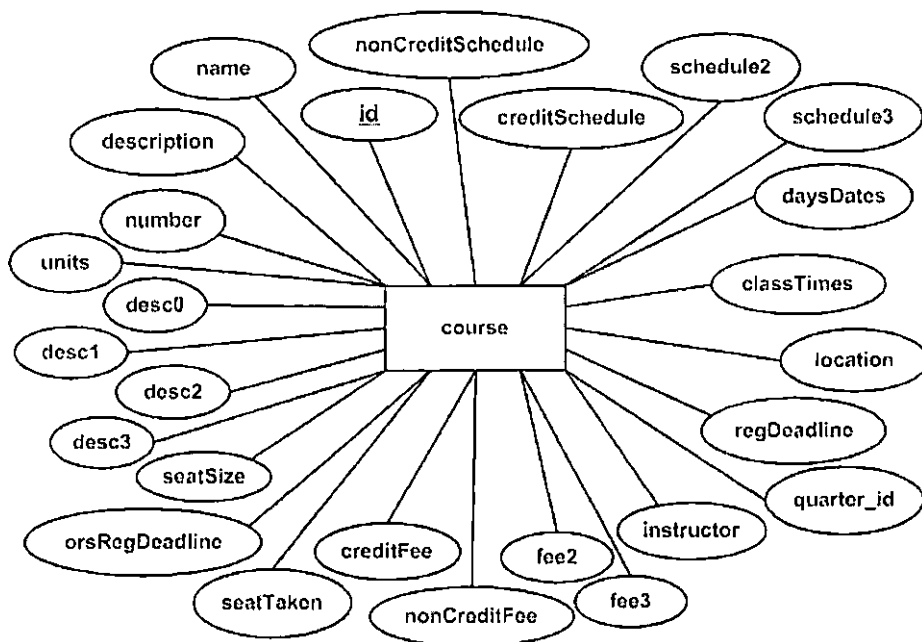 nonCreditSchedule
name
schedule2
id
creditSchedule
schedule3
description
daysDates
number
units
classTimes
desc0
course
desc1
location
desc2
regDeadline
desc3
seatSize
quarter_id
instructor
orsRegDeadline
creditFee
fee2
seatTaken
nonCreditFee
fee3